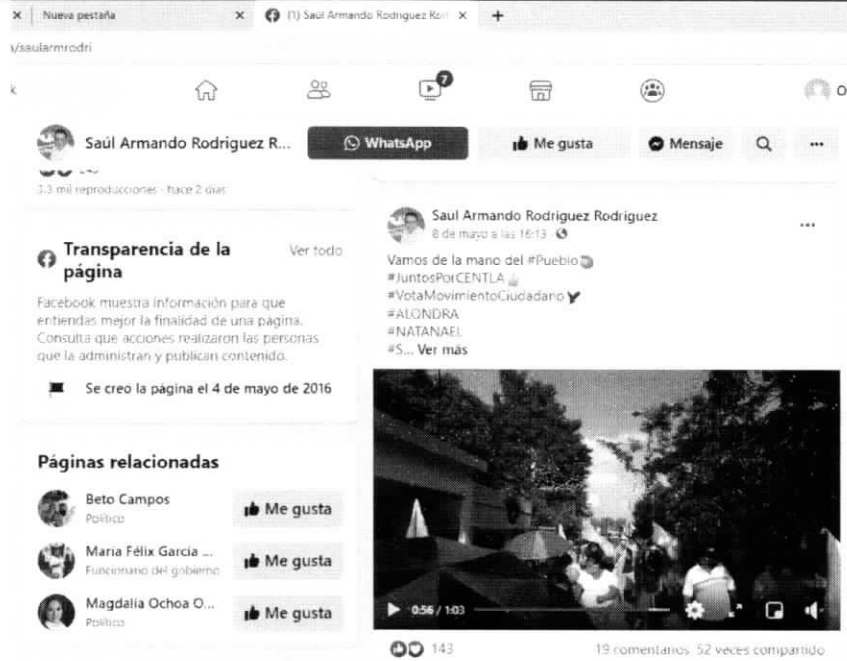 Nueva pestaña
(1) Saúl Armando Rodriguez Rod
a/saularmrodri
7
Saúl Armando Rodriguez R...
WhatsApp
Me gusta
Mensaje
3.3 mil reproducciones · hace 2 días
Transparencia de la página
Ver todo
Facebook muestra información para que
entiendas mejor la finalidad de una página.
Consulta que acciones realizaron las personas
que la administran y publican contenido.
Se creó la página el 4 de mayo de 2016
Páginas relacionadas
Beto Campos
Político
Me gusta
María Félix García ...
Funcionario del gobierno
Me gusta
Magdalia Ochoa O...
Político
Me gusta
Saúl Armando Rodriguez Rodriguez
8 de mayo a las 16:13
Vamos de la mano del #Pueblo
#JuntosPorCENTLA
#VotaMovimientoCiudadano
#ALONDRA
#NATANAEL
#S... Ver más
0:56 / 1:03
143
19 comentarios 52 veces compartido